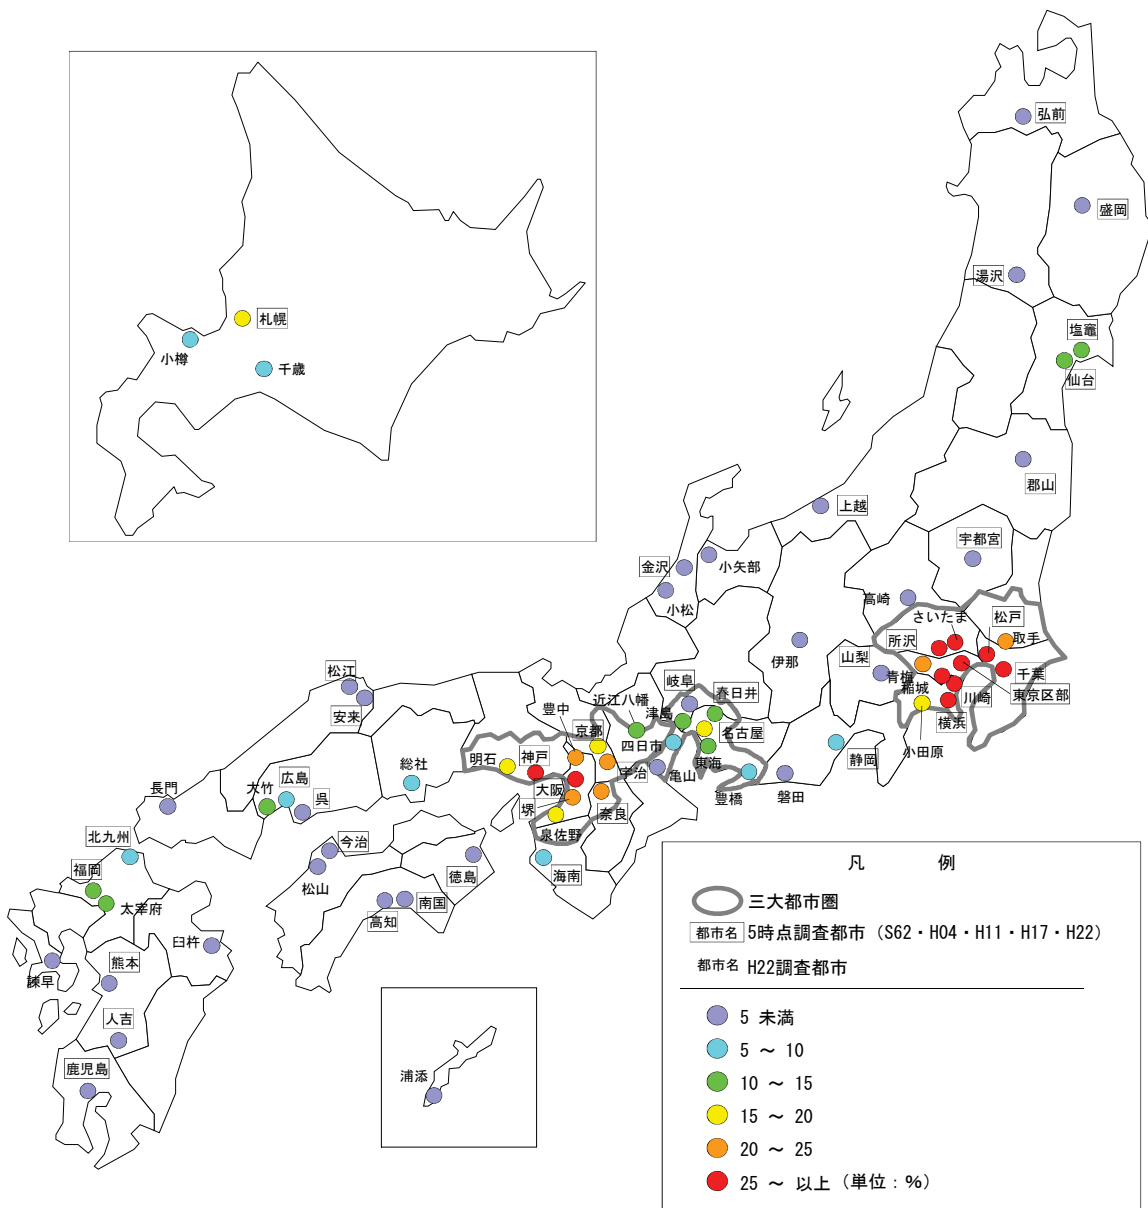 弘前
盛岡
湯沢
塩竈
仙台
札幌
小樽
千歳
郡山
上越
宇都宮
金沢
小矢部
小松
高崎
さいたま
松戸
所沢
取手
伊那
山梨
青梅
千葉
稲城
川崎
東京区部
横浜
小田原
松江
安来
岐阜
春日井
近江八幡
津島
豊中
京都
名古屋
四日市
東海
静岡
明石
神戸
宇治
亀山
豊橋
磐田
総社
大阪
堺
奈良
泉佐野
長門
大竹
広島
呉
北九州
今治
福岡
松山
徳島
海南
太宰府
高知
南国
臼杵
諫早
熊本
人吉
鹿児島
浦添
凡 例
三大都市圏
都市名 5時点調査都市 (S62・H04・H11・H17・H22)
都市名 H22調査都市
5 未満
5 ~ 10
10 ~ 15
15 ~ 20
20 ~ 25
25 ~ 以上 (単位:%)